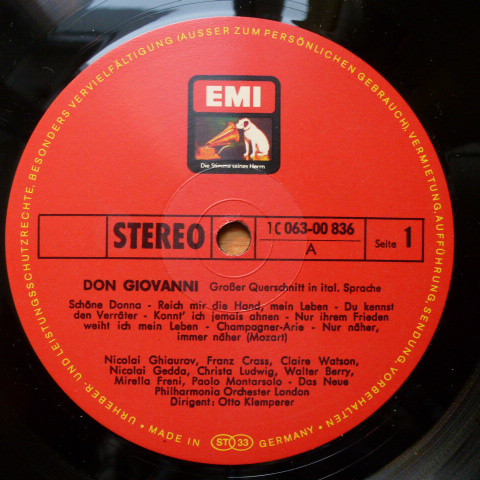 URHEBER- UND LEISTUNGSSCHUTZRECHTE, BESONDERS VERVIELFÄLTIGUNG (AUSSER ZUM PERSÖNLICHEN GEBRAUCH), VERMIETUNG, AUFFÜHRUNG, SENDUNG, VORBEHALTEN
EMI
Die Stimme seines Herrn
STEREO
1C 063-00 836
A
Seite 1
DON GIOVANNI Großer Querschnitt in ital. Sprache
Schöne Donna - Reich mir die Hand, mein Leben - Du kennst
den Verräter - Konnt' ich jemals ahnen - Nur ihrem Frieden
weiht ich mein Leben - Champagner-Arie - Nur näher,
immer näher (Mozart)
Nicolai Ghiaurov, Franz Crass, Claire Watson,
Nicolai Gedda, Christa Ludwig, Walter Berry,
Mirella Freni, Paolo Montarsolo - Das Neue
Philharmonia Orchester London
Dirigent: Otto Klemperer
• MADE IN ST 33 GERMANY •